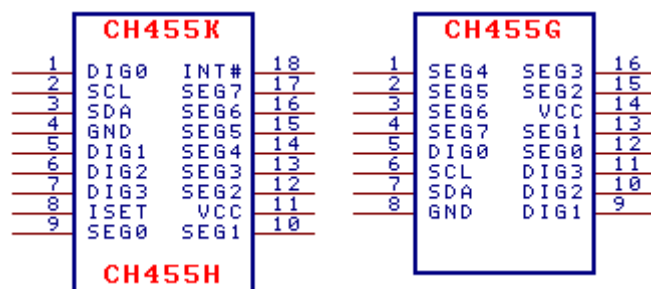 CH455K
1 DIG0 INT# 18
2 SCL SEG7 17
3 SDA SEG6 16
4 GND SEG5 15
5 DIG1 SEG4 14
6 DIG2 SEG3 13
7 DIG3 SEG2 12
8 ISET VCC 11
9 SEG0 SEG1 10
CH455H
CH455G
1 SEG4 SEG3 16
2 SEG5 SEG2 15
3 SEG6 VCC 14
4 SEG7 SEG1 13
5 DIG0 SEG0 12
6 SCL DIG3 11
7 SDA DIG2 10
8 GND DIG1 9